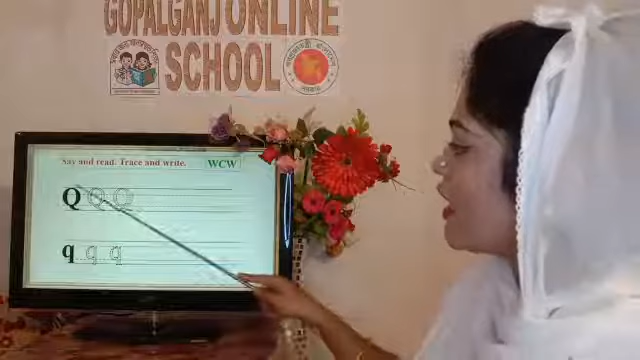 GOPALGANJ ONLINE
SCHOOL
Say and read. Trace and write.
WCW
Q Q Q
q q q